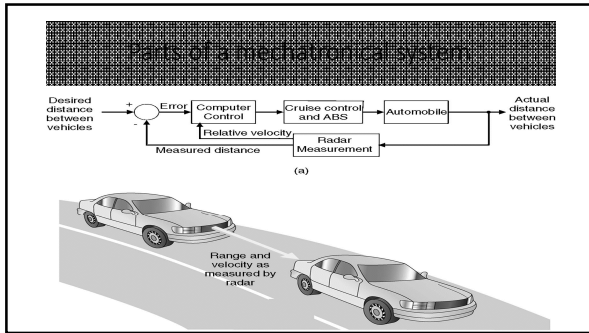 Parts of a mechatronical system
Desired
distance
between
vehicles
+
-
Error
Computer
Control
Cruise control
and ABS
Automobile
Actual
distance
between
vehicles
Relative velocity
Measured distance
Radar
Measurement
(a)
Range and
velocity as
measured by
radar